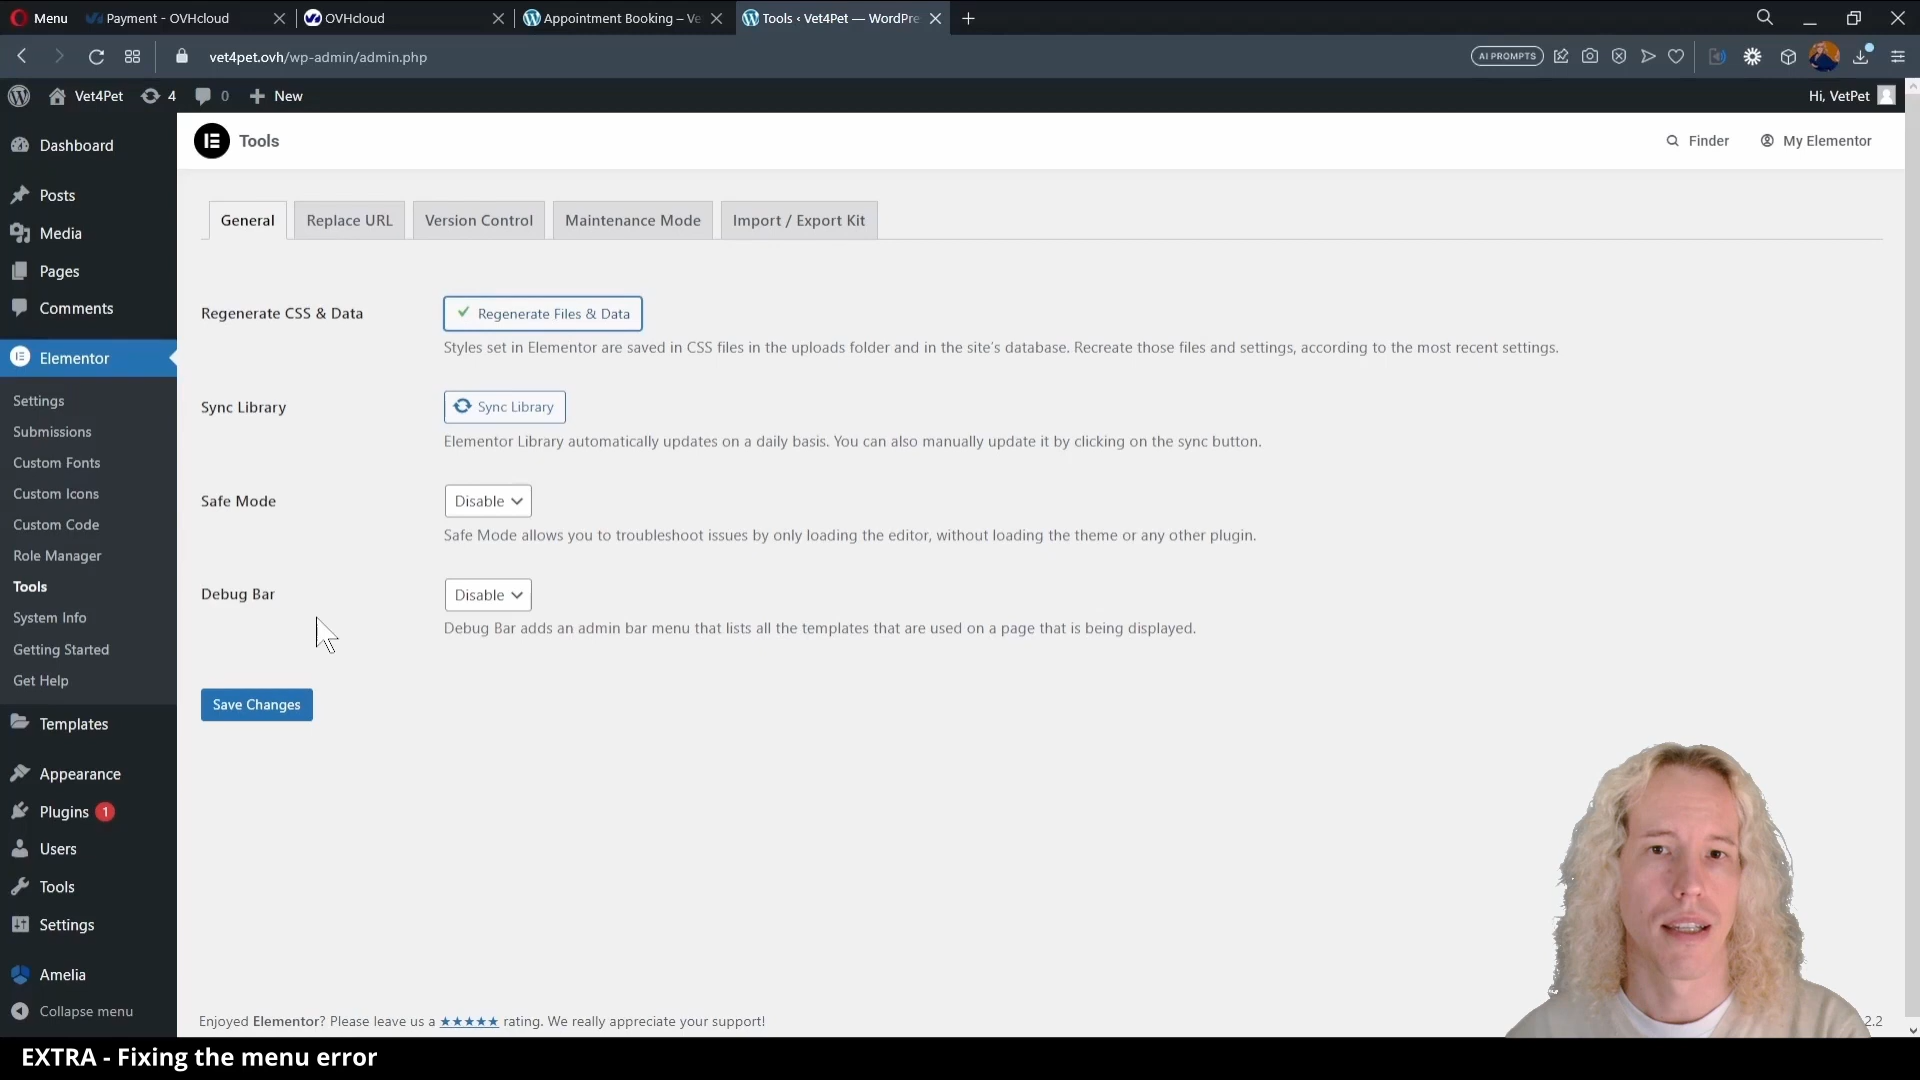 Menu
Payment - OVHcloud
OVHcloud
Appointment Booking – Ve
Tools ‹ Vet4Pet — WordPre
vet4pet.ovh/wp-admin/admin.php
AI PROMPTS
Vet4Pet
4
0
New
Hi, VetPet
Dashboard
Posts
Media
Pages
Comments
Elementor
Settings
Submissions
Custom Fonts
Custom Icons
Custom Code
Role Manager
Tools
System Info
Getting Started
Get Help
Templates
Appearance
Plugins 1
Users
Tools
Settings
Amelia
Collapse menu
Tools
Finder
My Elementor
General
Replace URL
Version Control
Maintenance Mode
Import / Export Kit
Regenerate CSS & Data
Regenerate Files & Data
Styles set in Elementor are saved in CSS files in the uploads folder and in the site's database. Recreate those files and settings, according to the most recent settings.
Sync Library
Sync Library
Elementor Library automatically updates on a daily basis. You can also manually update it by clicking on the sync button.
Safe Mode
Disable
Safe Mode allows you to troubleshoot issues by only loading the editor, without loading the theme or any other plugin.
Debug Bar
Disable
Debug Bar adds an admin bar menu that lists all the templates that are used on a page that is being displayed.
Save Changes
Enjoyed Elementor? Please leave us a ★★★★★ rating. We really appreciate your support!
2.2
EXTRA - Fixing the menu error